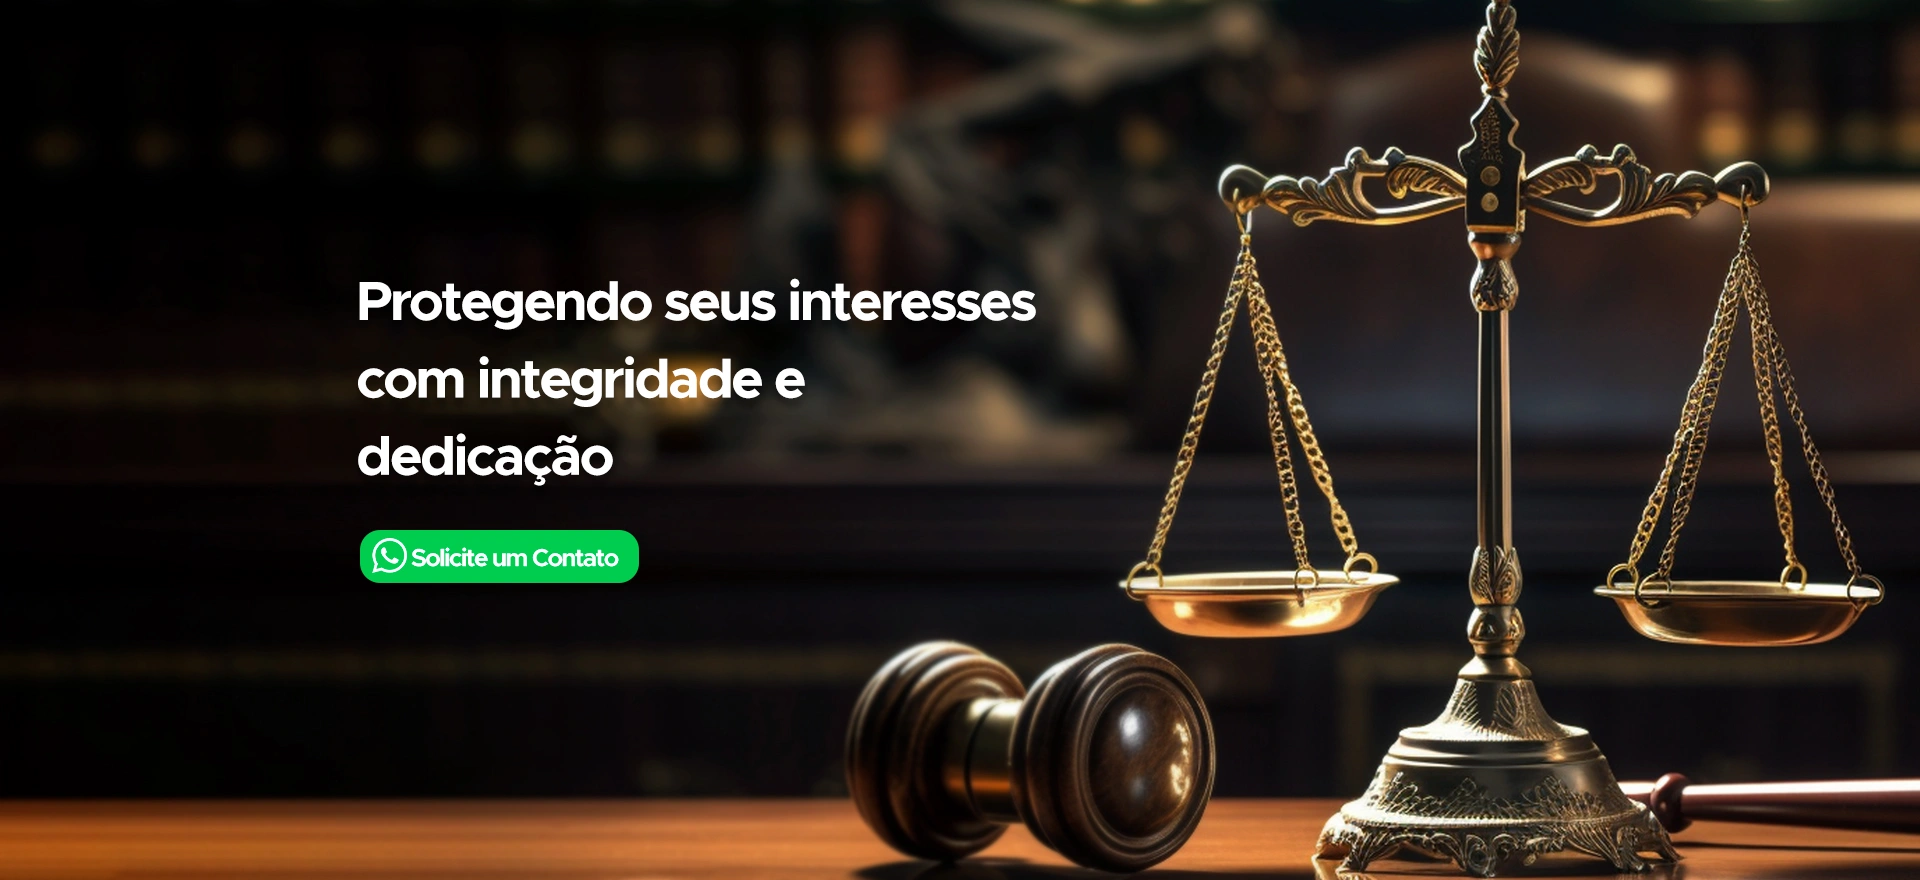 Protegendo seus interesses
com integridade e
dedicação
Solicite um Contato